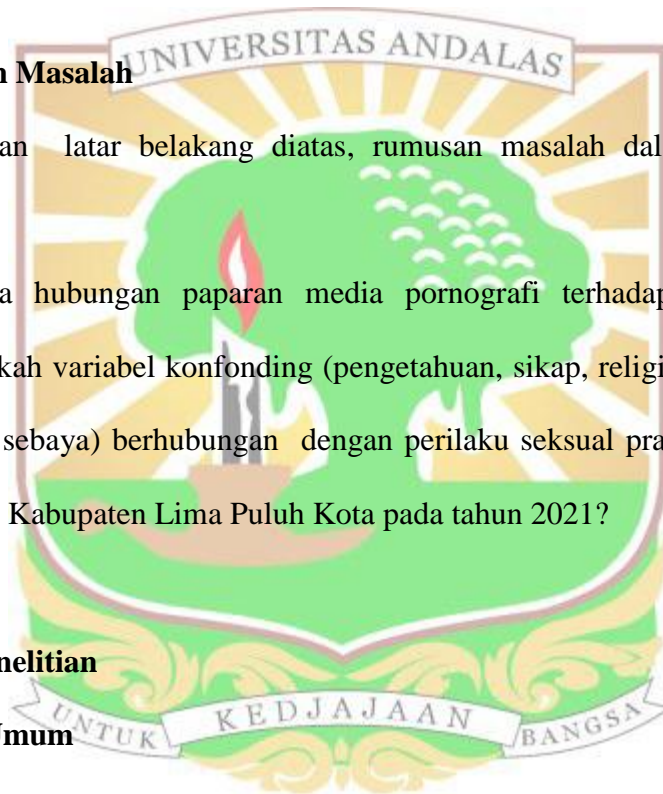 UNIVERSITAS ANDALAS
n Masalah
an latar belakang diatas, rumusan masalah dal
a hubungan paparan media pornografi terhadap
kah variabel konfonding (pengetahuan, sikap, religi
sebaya) berhubungan dengan perilaku seksual pra
Kabupaten Lima Puluh Kota pada tahun 2021?
nelitian
Umum
UNTUK KEDJAJAAN BANGSA